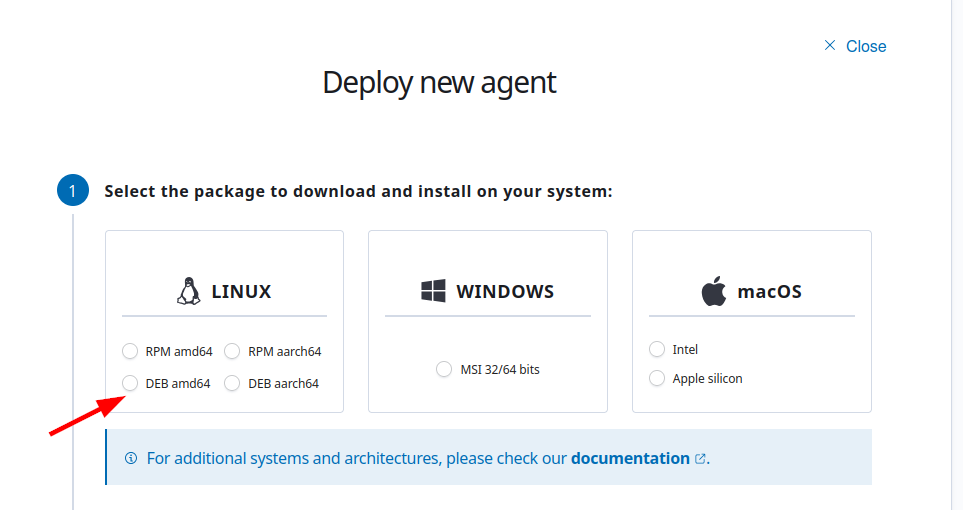 Close
Deploy new agent
1 Select the package to download and install on your system:
LINUX
RPM amd64 RPM aarch64
DEB amd64 DEB aarch64
WINDOWS
MSI 32/64 bits
macOS
Intel
Apple silicon
For additional systems and architectures, please check our documentation.